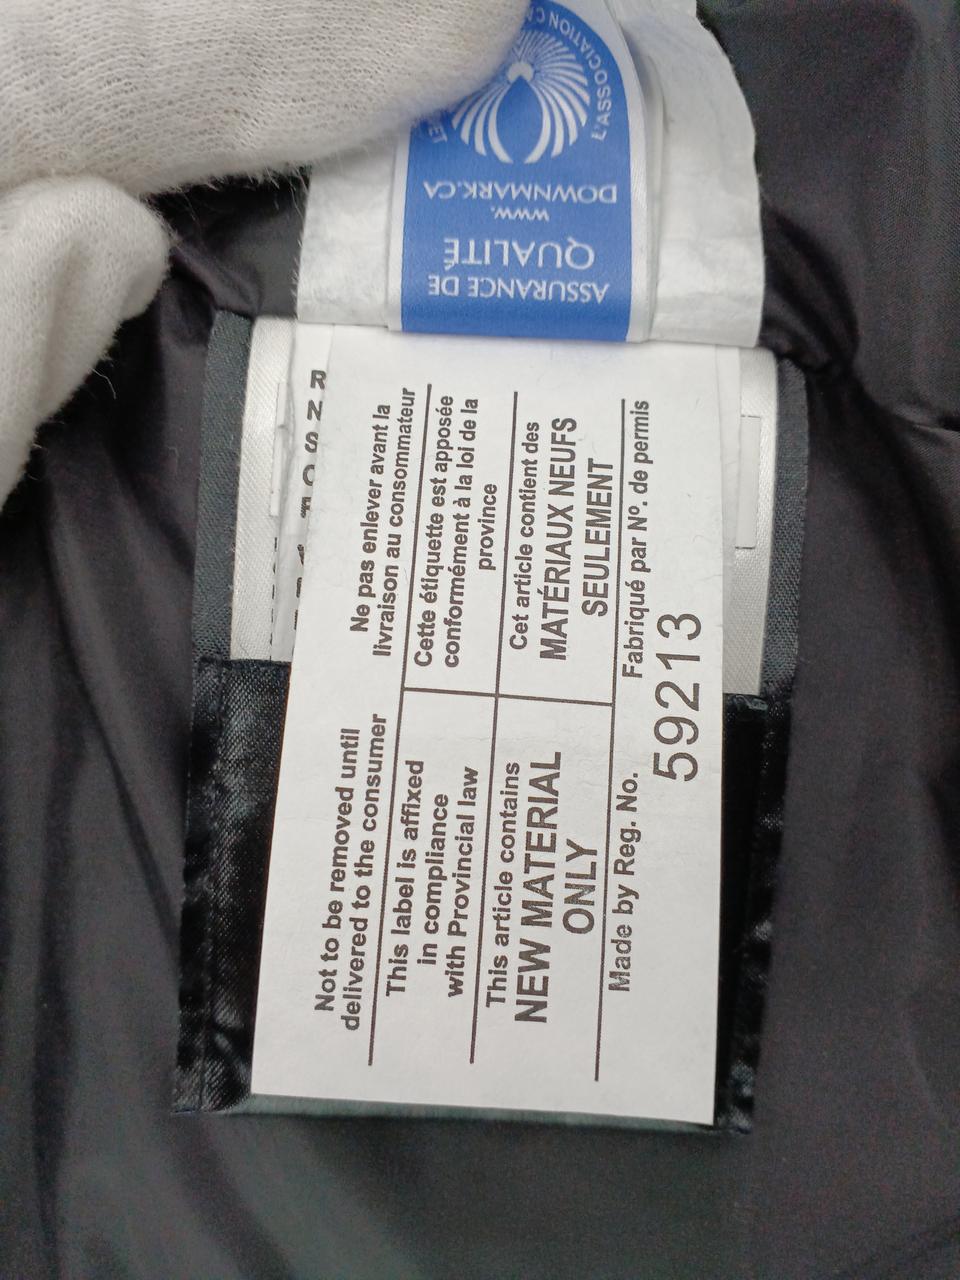 L'ASSOCIATION
WWW.
DOWNMARK.CA
ASSURANCE DE
QUALITÉ
Not to be removed until
delivered to the consumer
Ne pas enlever avant la
livraison au consommateur
This label is affixed
in compliance
with Provincial law
Cette étiquette est apposée
conformément à la loi de la
province
This article contains
NEW MATERIAL
ONLY
Cet article contient des
MATÉRIAUX NEUFS
SEULEMENT
Made by Reg. No.
Fabriqué par Nº. de permis
59213